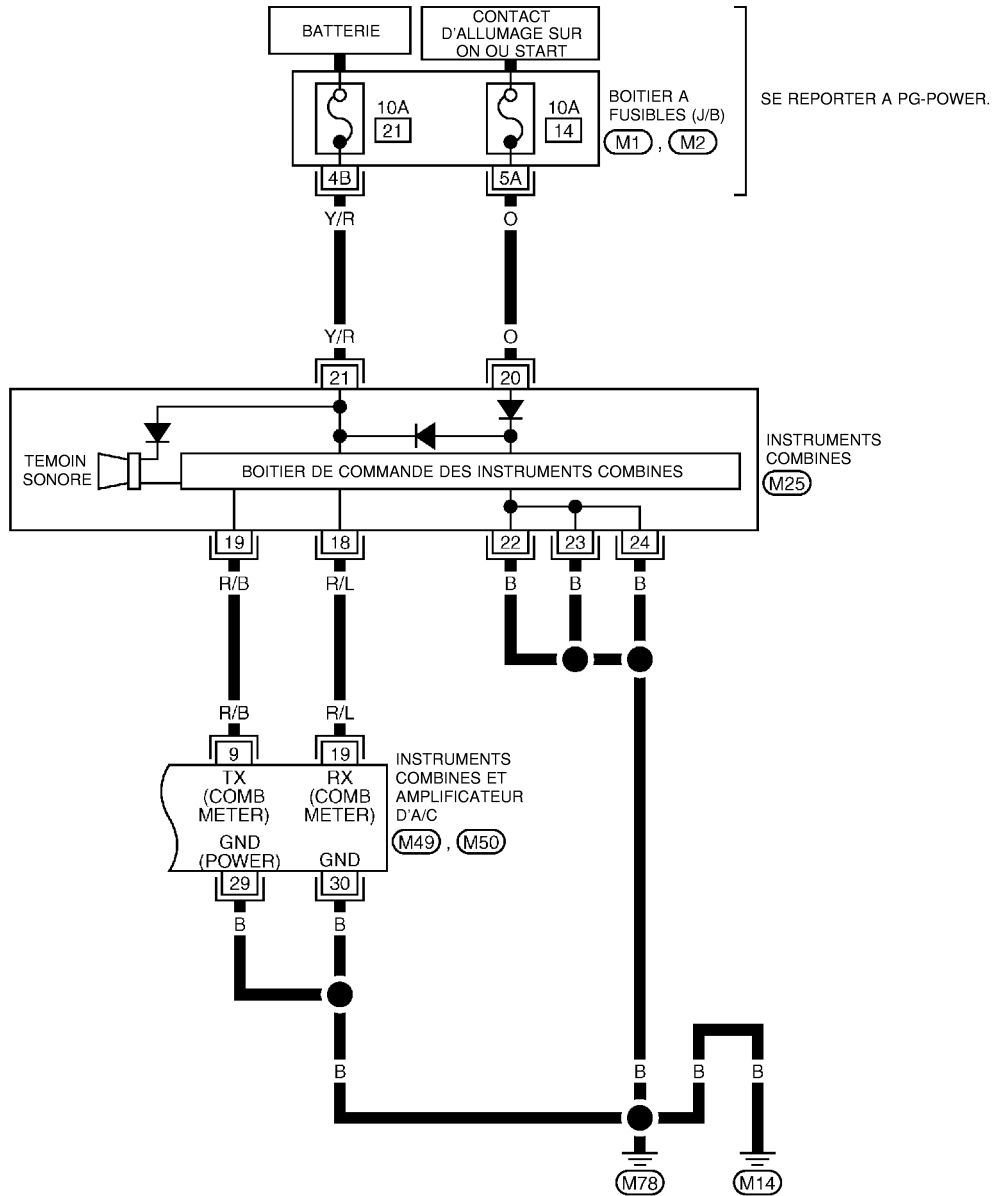 BATTERIE
CONTACT
D'ALLUMAGE SUR
ON OU START
10A
21
10A
14
BOITIER A
FUSIBLES (J/B)
M1 , M2
SE REPORTER A PG-POWER.
4B
5A
Y/R
O
Y/R
O
21
20
TEMOIN
SONORE
BOITIER DE COMMANDE DES INSTRUMENTS COMBINES
INSTRUMENTS
COMBINES
M25
19
18
22
23
24
R/B
R/L
B
B
B
R/B
R/L
9
19
TX
(COMB
METER)
RX
(COMB
METER)
GND
(POWER)
GND
INSTRUMENTS
COMBINES ET
AMPLIFICATEUR
D'A/C
M49 , M50
29
30
B
B
B
B
B
B
M78
M14